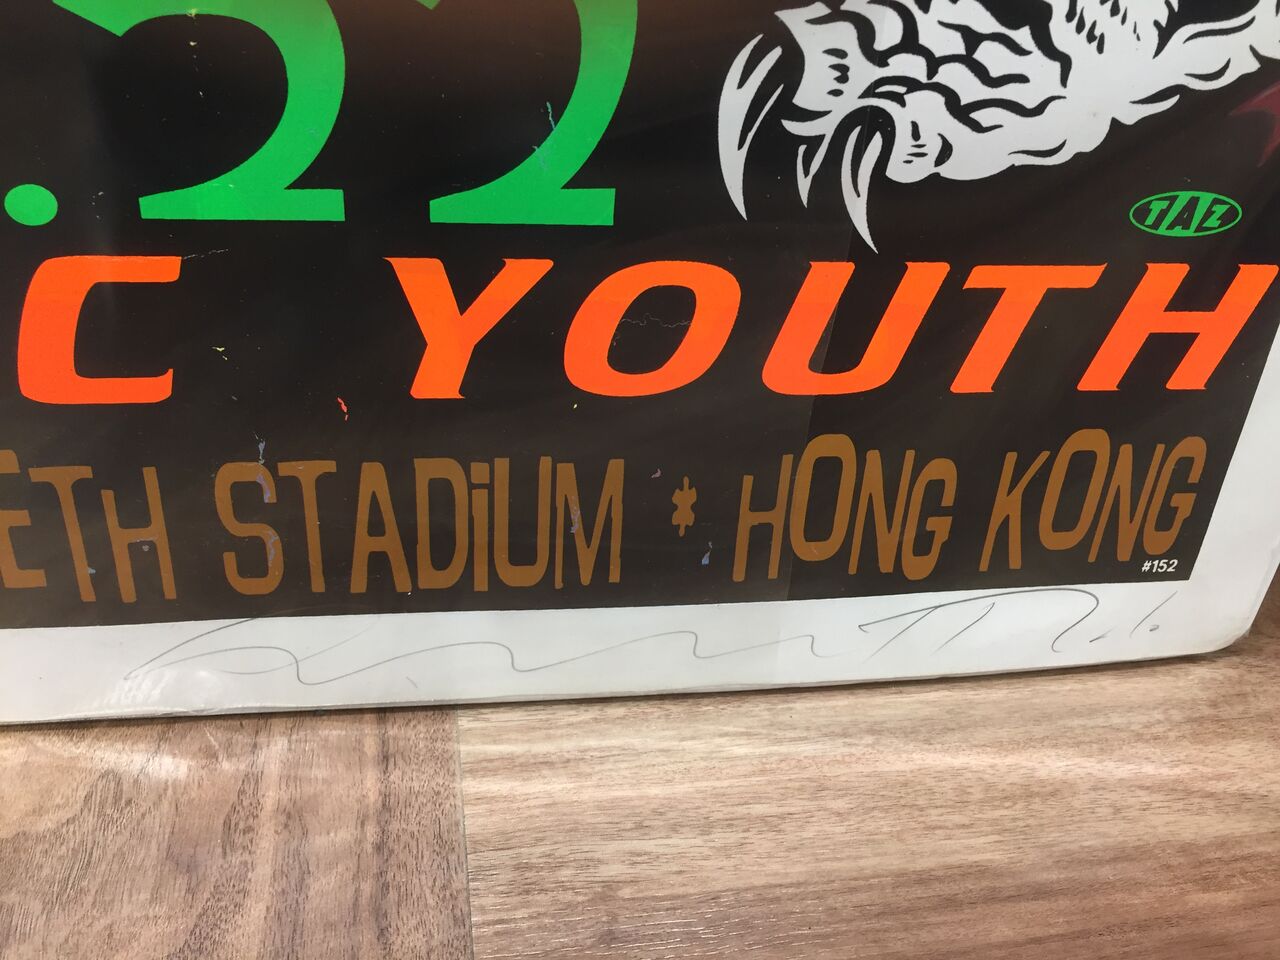 .22
TAZ
C YOUTH
ETH STADiUM * HONG KONG
#152